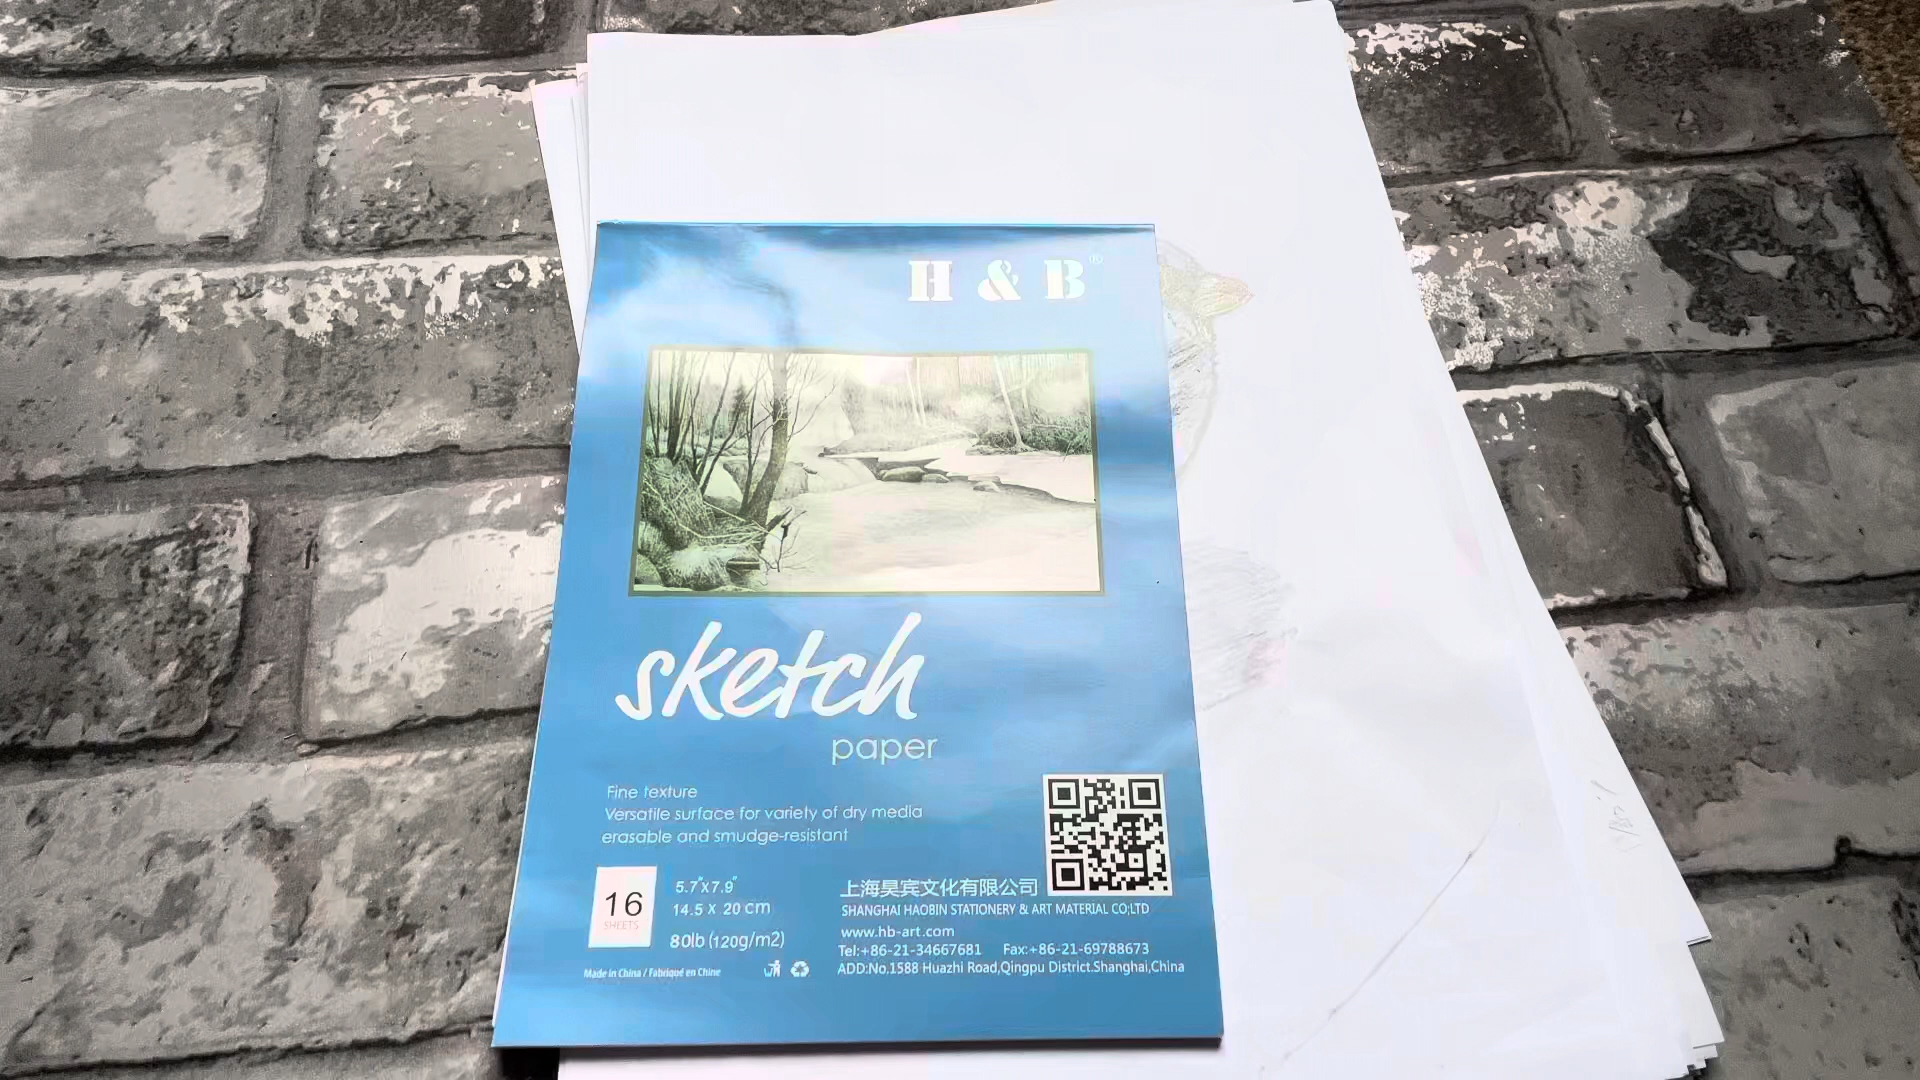 H & B®
sketch
paper
Fine texture
Versatile surface for variety of dry media
erasable and smudge-resistant
16
SHEETS
5.7"x7.9"
14.5 x 20 cm
80lb (120g/m2)
Made in China / Fabriqué en Chine
上海昊宾文化有限公司
SHANGHAI HAOBIN STATIONERY & ART MATERIAL CO;LTD
www.hb-art.com
Tel:+86-21-34667681 Fax:+86-21-69788673
ADD:No.1588 Huazhi Road,Qingpu District.Shanghai,China